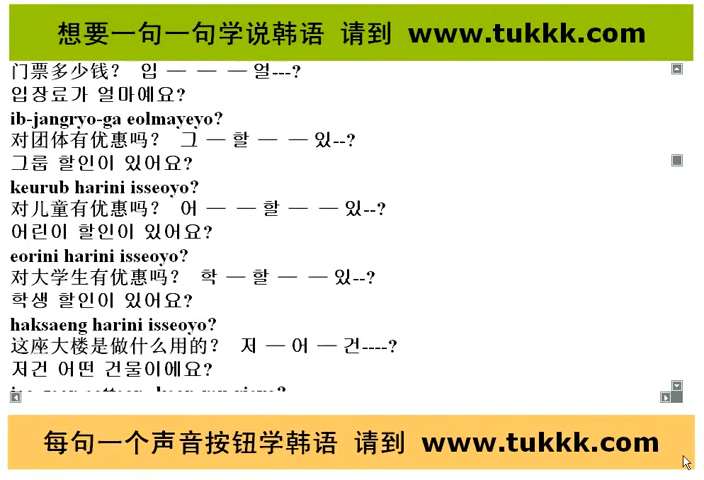 想要一句一句学说韩语 请到 www.tukkk.com
门票多少钱? 입 — — — 얼---?
입장료가 얼마예요?
ib-jangryo-ga eolmayeyo?
对团体有优惠吗? 그 — 할 — — 있--?
그룹 할인이 있어요?
keurub harini isseoyo?
对儿童有优惠吗? 어 — — 할 — — 있--?
어린이 할인이 있어요?
eorini harini isseoyo?
对大学生有优惠吗? 학 — 할 — — 있--?
학생 할인이 있어요?
haksaeng harini isseoyo?
这座大楼是做什么用的? 저 — 어 — 건----?
저건 어떤 건물이에요?
每句一个声音按钮学韩语 请到 www.tukkk.com